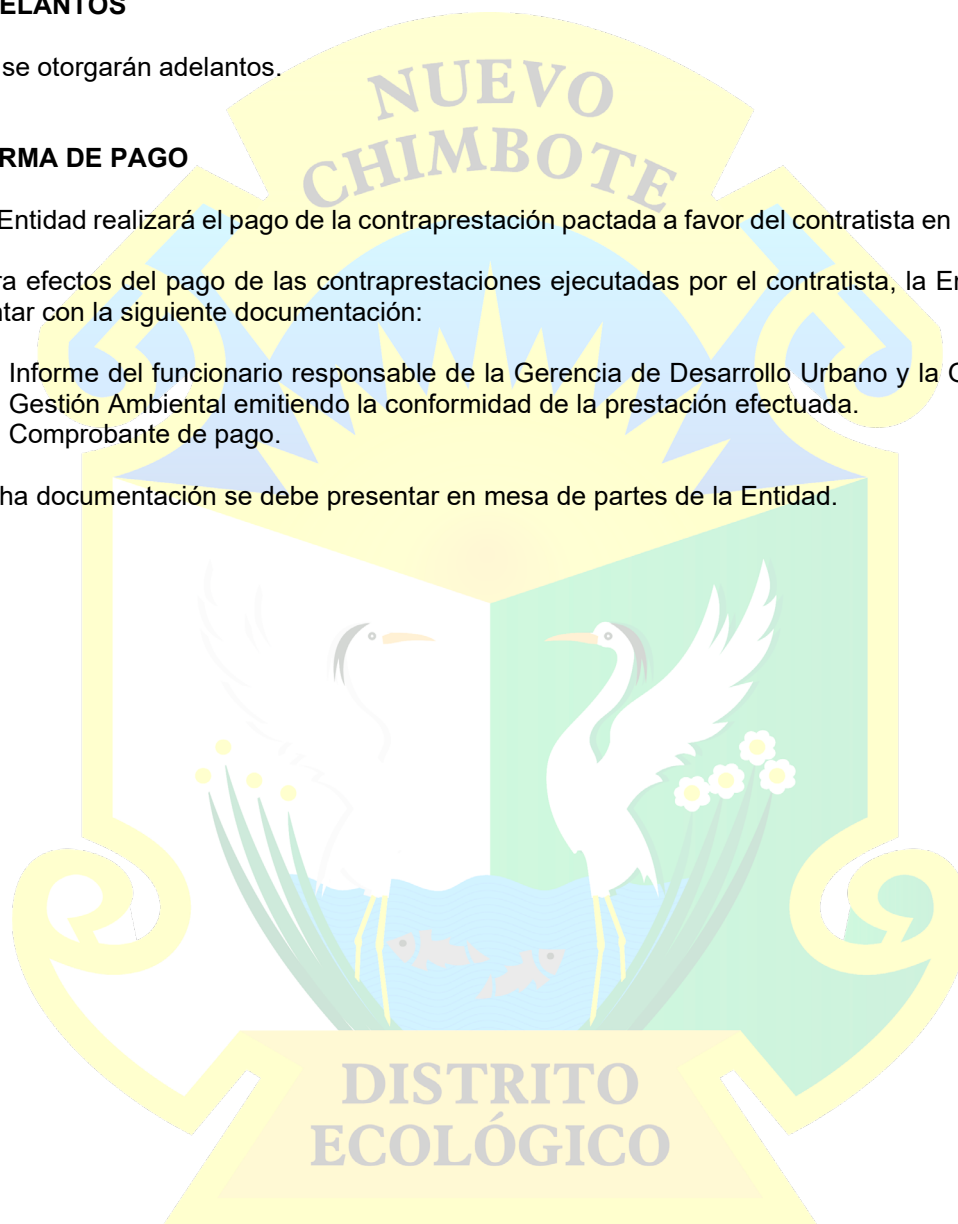 ELANTOS
se otorgarán adelantos.
NUEVO
CHIMBOTE
RMA DE PAGO
Entidad realizará el pago de la contraprestación pactada a favor del contratista en
ra efectos del pago de las contraprestaciones ejecutadas por el contratista, la En
ntar con la siguiente documentación:
Informe del funcionario responsable de la Gerencia de Desarrollo Urbano y la G
Gestión Ambiental emitiendo la conformidad de la prestación efectuada.
Comprobante de pago.
ha documentación se debe presentar en mesa de partes de la Entidad.
DISTRITO
ECOLÓGICO